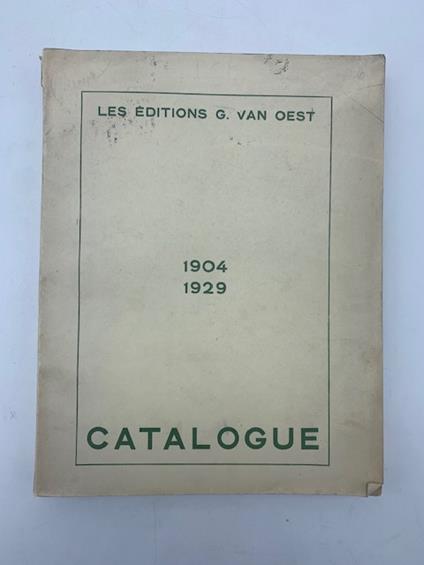 LES ÉDITIONS G. VAN OEST
1904
1929
CATALOGUE